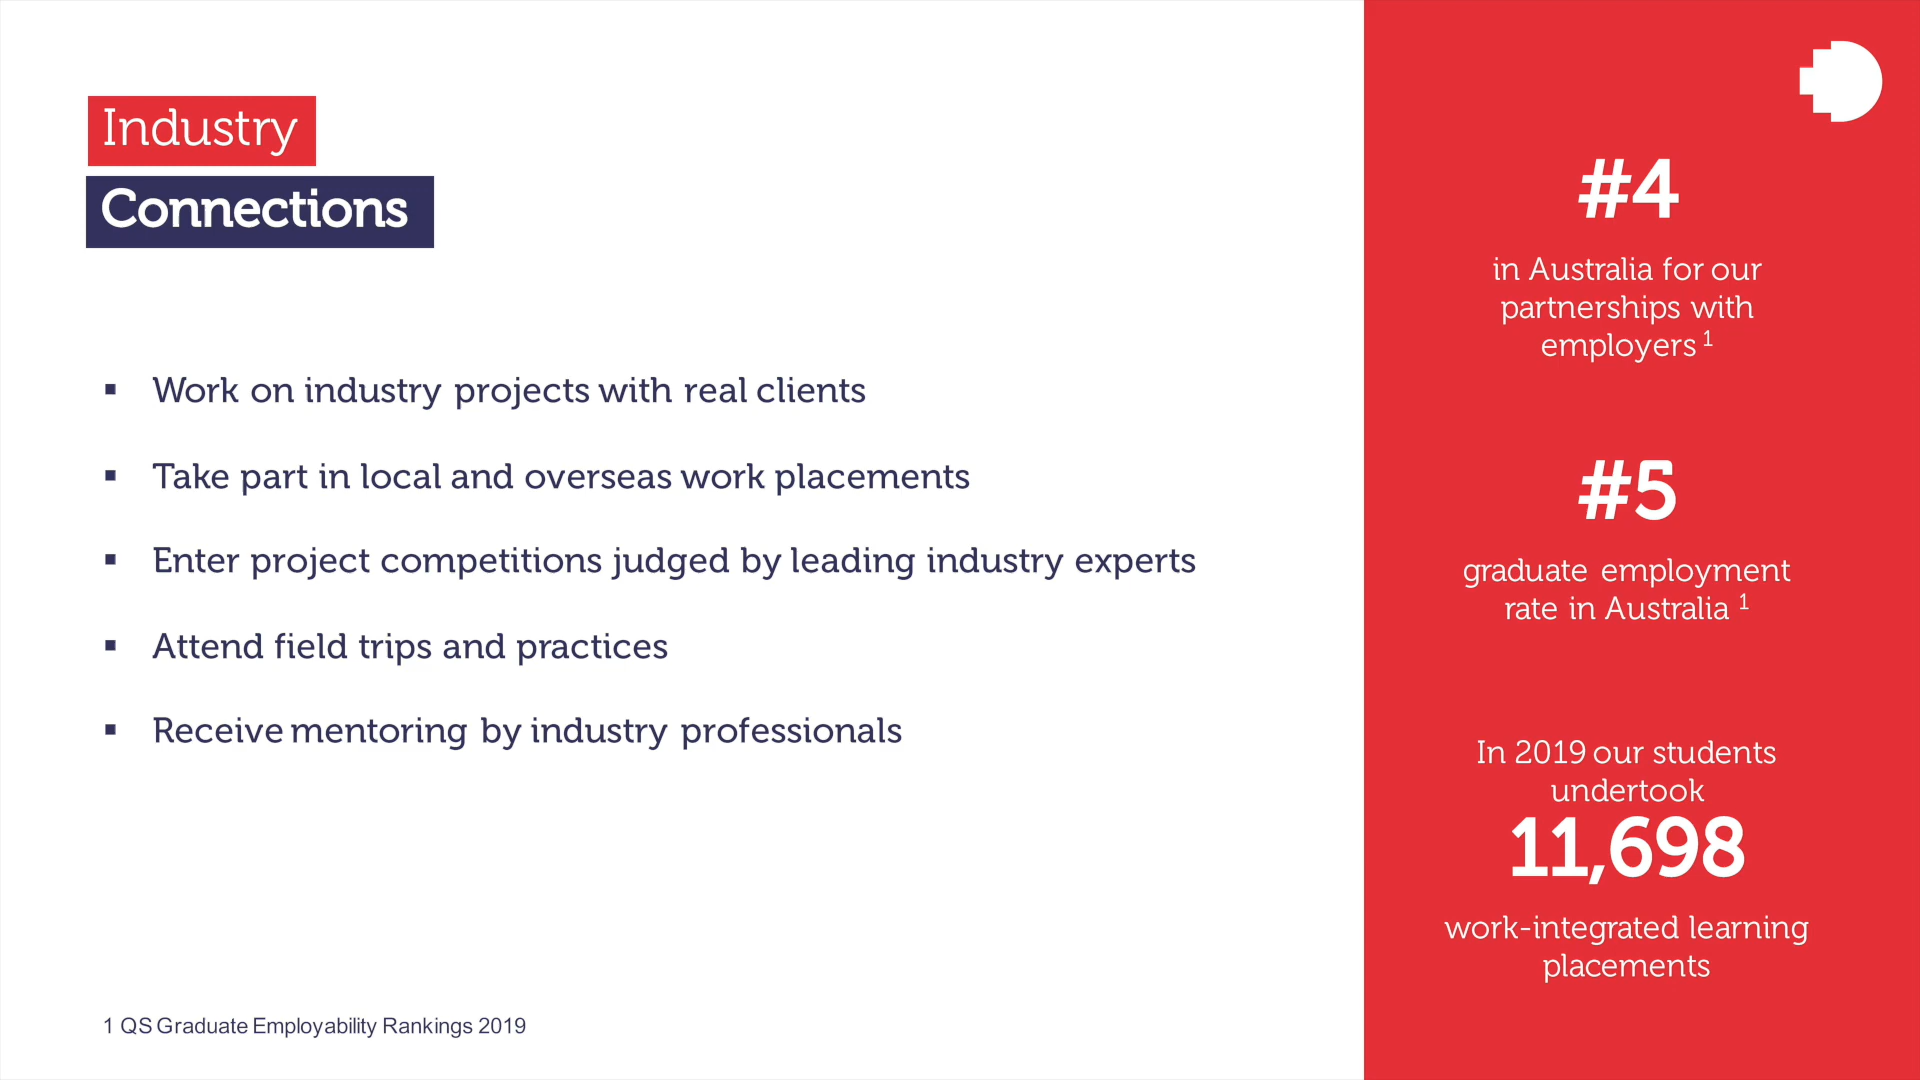 Industry
Connections
▪ Work on industry projects with real clients
▪ Take part in local and overseas work placements
▪ Enter project competitions judged by leading industry experts
▪ Attend field trips and practices
▪ Receive mentoring by industry professionals
1 QS Graduate Employability Rankings 2019
#4
in Australia for our
partnerships with
employers 1
#5
graduate employment
rate in Australia 1
In 2019 our students
undertook
11,698
work-integrated learning
placements